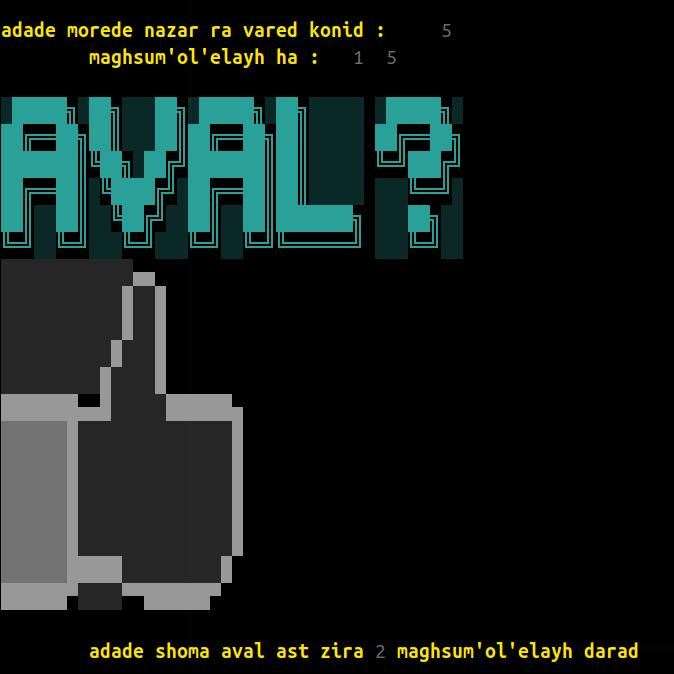 adade morede nazar ra vared konid : 5
maghsum'ol'elayh ha : 1 5
AVAL ?
adade shoma aval ast zira 2 maghsum'ol'elayh darad